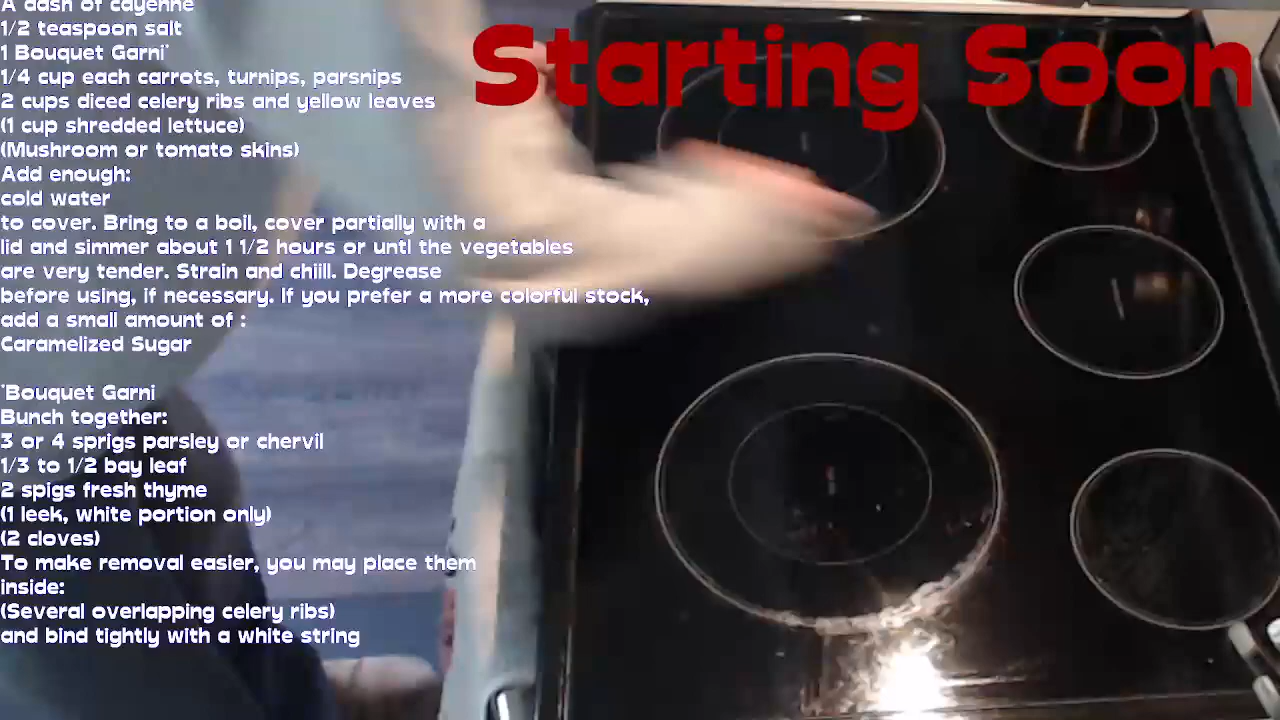 A dash of cayenne
1/2 teaspoon salt
1 Bouquet Garni*
1/4 cup each carrots, turnips, parsnips
2 cups diced celery ribs and yellow leaves
(1 cup shredded lettuce)
(Mushroom or tomato skins)
Add enough:
cold water
to cover. Bring to a boil, cover partially with a
lid and simmer about 1 1/2 hours or untl the vegetables
are very tender. Strain and chiill. Degrease
before using, if necessary. If you prefer a more colorful stock,
add a small amount of :
Caramelized Sugar
*Bouquet Garni
Bunch together:
3 or 4 sprigs parsley or chervil
1/3 to 1/2 bay leaf
2 spigs fresh thyme
(1 leek, white portion only)
(2 cloves)
To make removal easier, you may place them
inside:
(Several overlapping celery ribs)
and bind tightly with a white string
Starting Soon